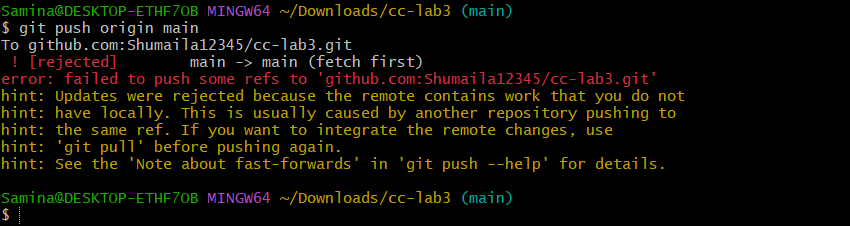 Samina@DESKTOP-ETHF7OB MINGW64 ~/Downloads/cc-lab3 (main)
$ git push origin main
To github.com:Shumaila12345/cc-lab3.git
 ! [rejected]        main -> main (fetch first)
error: failed to push some refs to 'github.com:Shumaila12345/cc-lab3.git'
hint: Updates were rejected because the remote contains work that you do not
hint: have locally. This is usually caused by another repository pushing to
hint: the same ref. If you want to integrate the remote changes, use
hint: 'git pull' before pushing again.
hint: See the 'Note about fast-forwards' in 'git push --help' for details.
Samina@DESKTOP-ETHF7OB MINGW64 ~/Downloads/cc-lab3 (main)
$